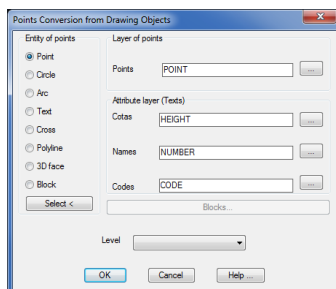 Points Conversion from Drawing Objects
Entity of points
Point
Circle
Arc
Text
Cross
Polyline
3D face
Block
Select <
Layer of points
Points POINT ...
Attribute layer (Texts)
Cotas HEIGHT ...
Names NUMBER ...
Codes CODE ...
Blocks...
Level
OK Cancel Help ...